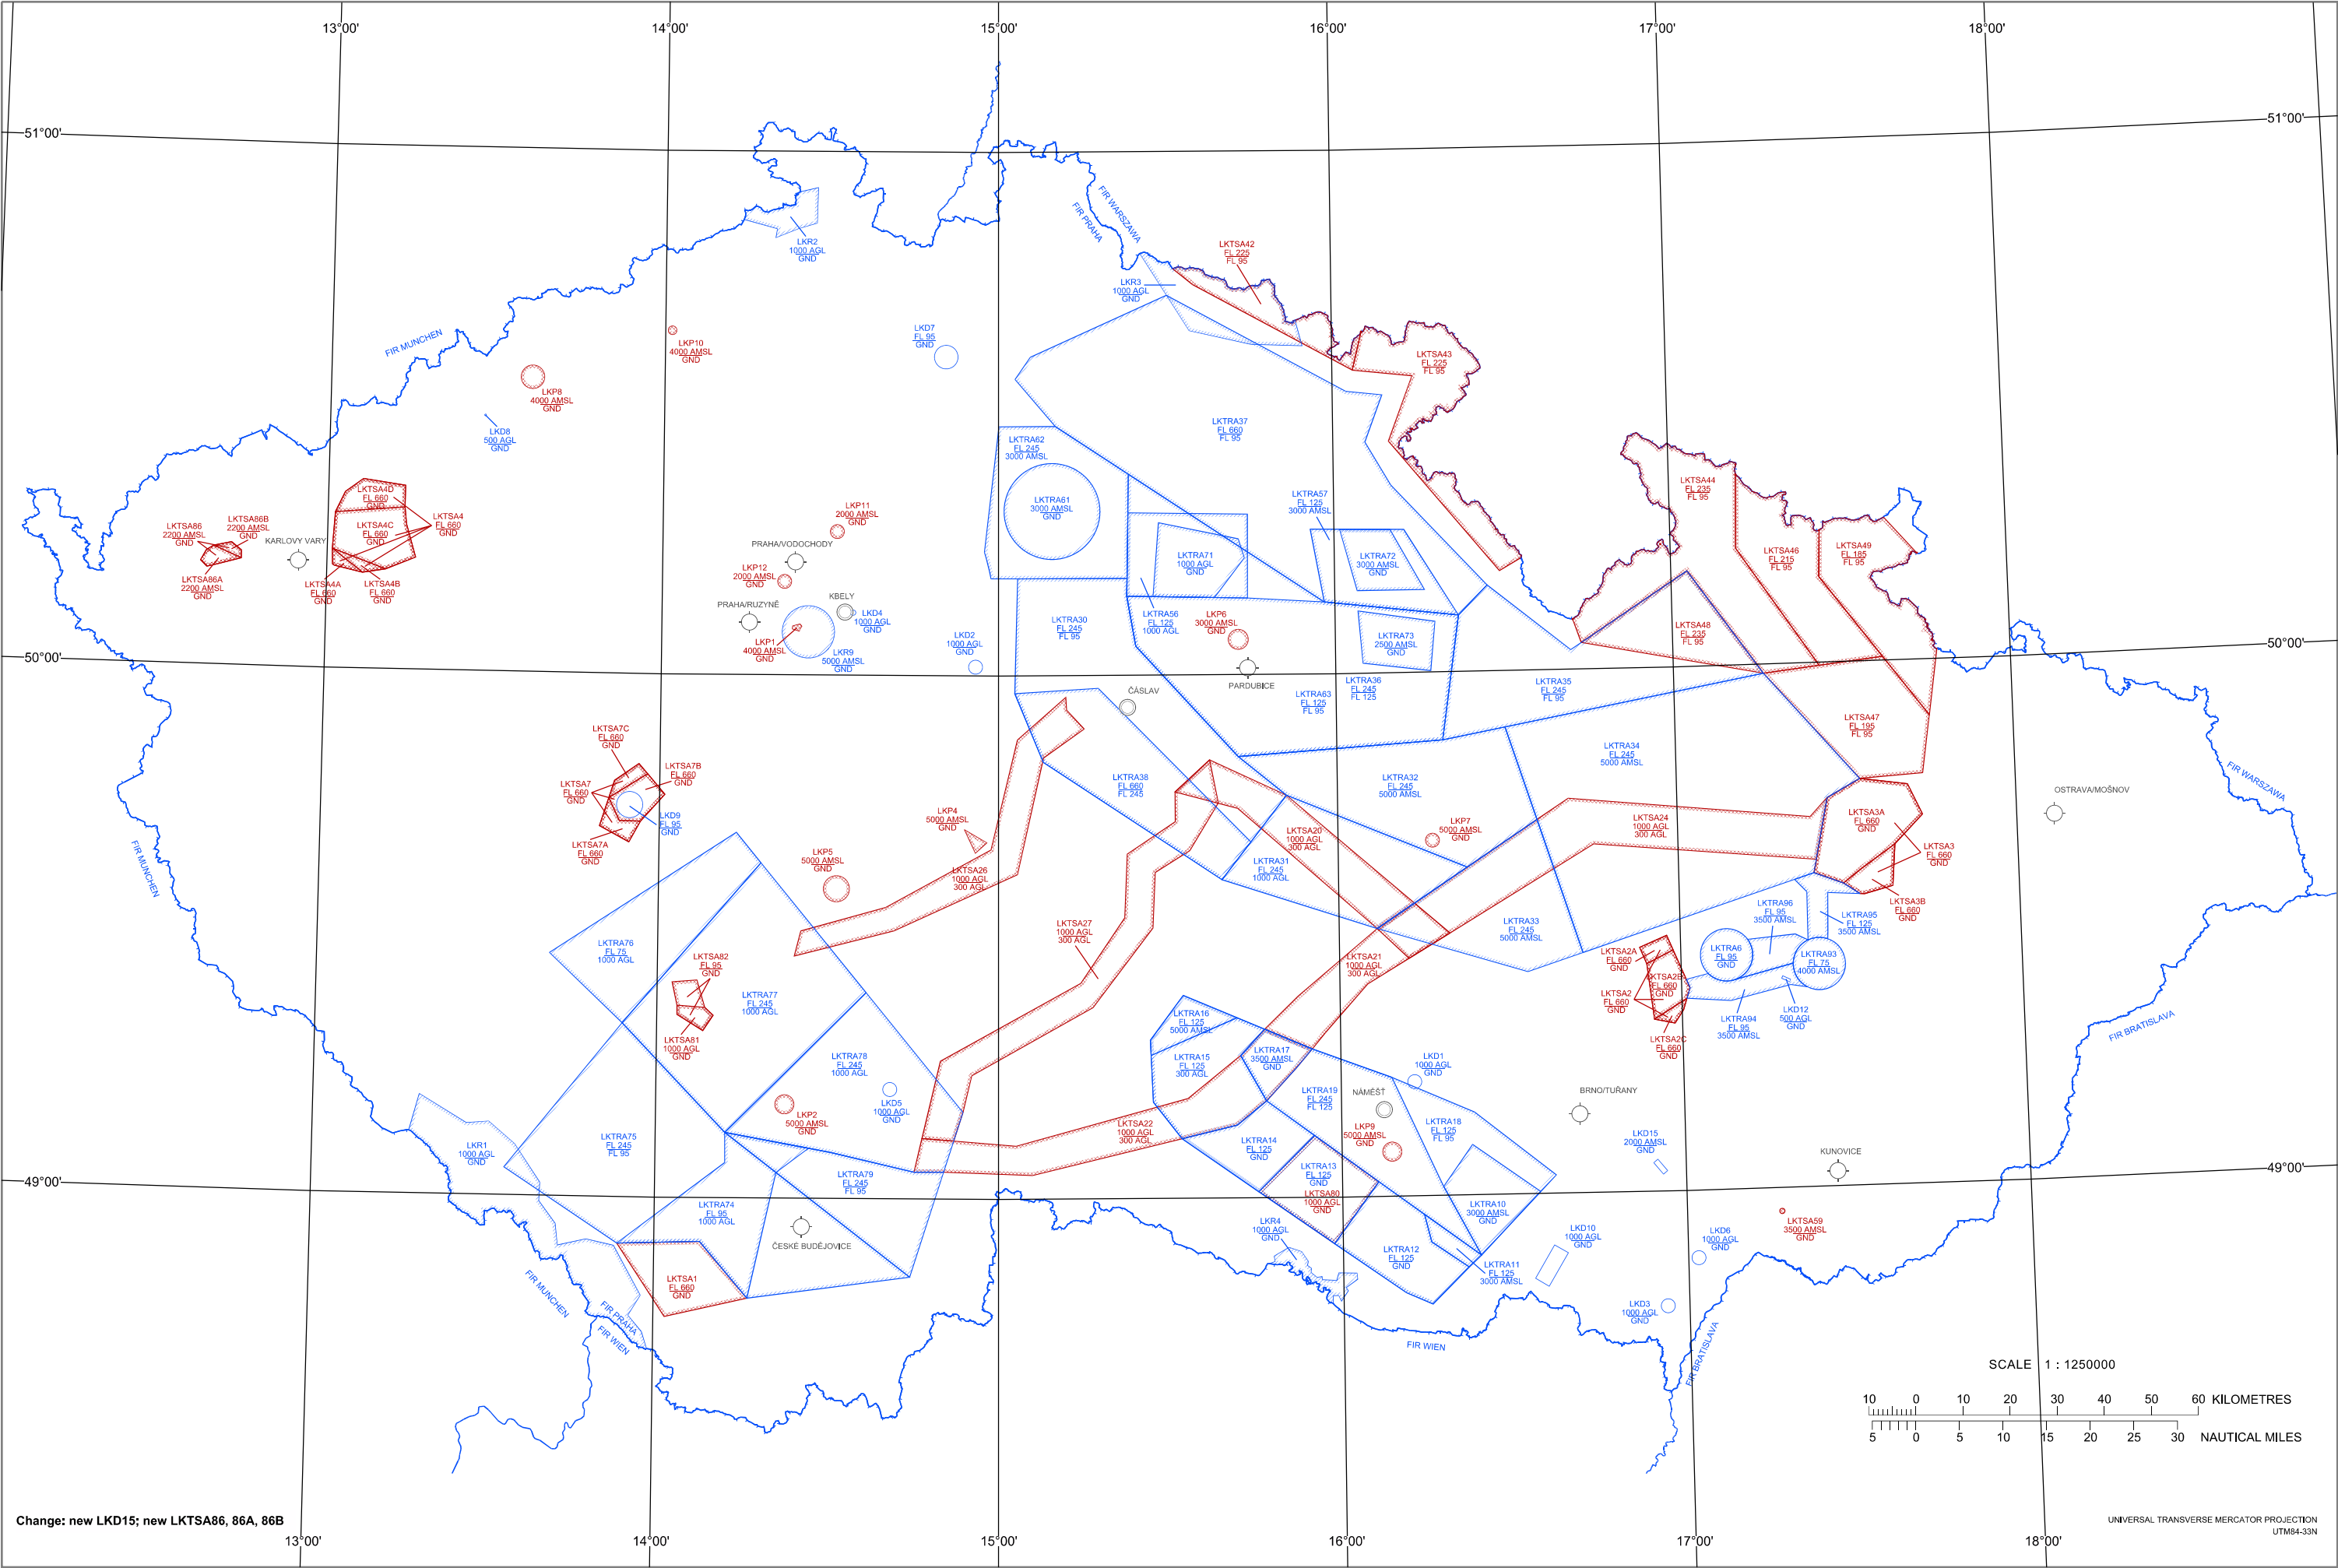 13°00'
14°00'
15°00'
16°00'
17°00'
18°00'
51°00'
51°00'
FIR WARSZAWA
FIR PRAHA
LKR2
1000 AGL
GND
LKTSA42
FL 225
FL 95
LKR3
1000 AGL
GND
FIR MUNCHEN
LKP10
4000 AMSL
GND
LKD7
FL 95
GND
LKTSA43
FL 225
FL 95
LKP8
4000 AMSL
GND
LKD8
500 AGL
GND
LKTRA37
FL 660
FL 95
LKTRA62
FL 245
3000 AMSL
LKTSA44
FL 235
FL 95
LKTSA4D
FL 660
GND
LKTSA4C
FL 660
GND
LKTSA4
FL 660
GND
LKTSA4A
FL 660
GND
LKTSA4B
FL 660
GND
LKTSA86
2200 AMSL
GND
LKTSA86B
2200 AMSL
GND
LKTSA86A
2200 AMSL
GND
KARLOVY VARY
LKP11
2000 AMSL
GND
PRAHA/VODOCHODY
LKP12
2000 AMSL
GND
PRAHA/RUZYNĚ
KBELY
LKD4
1000 AGL
GND
LKP1
4000 AMSL
GND
LKR9
5000 AMSL
GND
LKD2
1000 AGL
GND
LKTRA61
3000 AMSL
GND
LKTRA57
FL 125
3000 AMSL
LKTRA71
1000 AGL
GND
LKTRA72
3000 AMSL
GND
LKTSA46
FL 215
FL 95
LKTSA49
FL 185
FL 95
LKTRA30
FL 245
FL 95
LKTRA56
FL 125
1000 AGL
LKP6
3000 AMSL
GND
LKTRA73
2500 AMSL
GND
LKTSA48
FL 235
FL 95
50°00'
50°00'
PARDUBICE
ČÁSLAV
LKTRA63
FL 125
FL 95
LKTRA36
FL 245
FL 125
LKTRA35
FL 245
FL 95
LKTSA47
FL 195
FL 95
LKTRA34
FL 245
5000 AMSL
FIR WARSZAWA
OSTRAVA/MOŠNOV
LKTSA7C
FL 660
GND
LKTSA7B
FL 660
GND
LKTSA7
FL 660
GND
LKD9
FL 95
GND
LKTSA7A
FL 660
GND
LKTRA38
FL 660
FL 245
LKTRA32
FL 245
5000 AMSL
LKP4
5000 AMSL
GND
LKP7
5000 AMSL
GND
LKTSA24
1000 AGL
300 AGL
LKTSA3A
FL 660
GND
LKTSA3
FL 660
GND
LKTSA3B
FL 660
GND
LKTSA20
1000 AGL
300 AGL
LKTRA31
FL 245
1000 AGL
FIR MUNCHEN
LKP5
5000 AMSL
GND
LKTSA26
1000 AGL
300 AGL
LKTSA27
1000 AGL
300 AGL
LKTRA33
FL 245
5000 AMSL
LKTRA96
FL 95
3500 AMSL
LKTRA95
FL 125
3500 AMSL
LKTRA76
FL 75
1000 AGL
LKTSA82
FL 95
GND
LKTRA77
FL 245
1000 AGL
LKTSA81
1000 AGL
GND
LKTSA21
1000 AGL
300 AGL
LKTSA2A
FL 660
GND
LKTSA2B
FL 660
GND
LKTSA2
FL 660
GND
LKTSA2C
FL 660
GND
LKTRA6
FL 95
GND
LKTRA93
FL 75
4000 AMSL
LKTRA94
FL 95
3500 AMSL
LKD12
500 AGL
GND
FIR BRATISLAVA
LKTRA16
FL 125
5000 AMSL
LKTRA15
FL 125
300 AGL
LKTRA17
3500 AMSL
GND
LKTRA78
FL 245
1000 AGL
LKD5
1000 AGL
GND
LKP2
5000 AMSL
GND
LKD1
1000 AGL
GND
NÁMĚŠŤ
LKTRA19
FL 245
FL 125
LKTRA18
FL 125
FL 95
BRNO/TUŘANY
LKD15
2000 AMSL
GND
KUNOVICE
LKTSA22
1000 AGL
300 AGL
LKP9
5000 AMSL
GND
LKTRA14
FL 125
GND
LKTRA13
FL 125
GND
LKTSA80
1000 AGL
GND
LKR1
1000 AGL
GND
LKTRA75
FL 245
FL 95
LKTRA79
FL 245
FL 95
49°00'
49°00'
LKTRA74
FL 95
1000 AGL
ČESKÉ BUDĚJOVICE
LKTSA1
FL 660
GND
LKTRA10
3000 AMSL
GND
LKR4
1000 AGL
GND
LKTRA12
FL 125
GND
LKTRA11
FL 125
3000 AMSL
LKD10
1000 AGL
GND
LKD6
1000 AGL
GND
LKTSA59
3500 AMSL
GND
LKD3
1000 AGL
GND
FIR MUNCHEN
FIR PRAHA
FIR WIEN
FIR WIEN
FIR BRATISLAVA
SCALE 1 : 1250000
10 0 10 20 30 40 50 60 KILOMETRES
5 0 5 10 15 20 25 30 NAUTICAL MILES
Change: new LKD15; new LKTSA86, 86A, 86B
UNIVERSAL TRANSVERSE MERCATOR PROJECTION
UTM84-33N
13°00'
14°00'
15°00'
16°00'
17°00'
18°00'